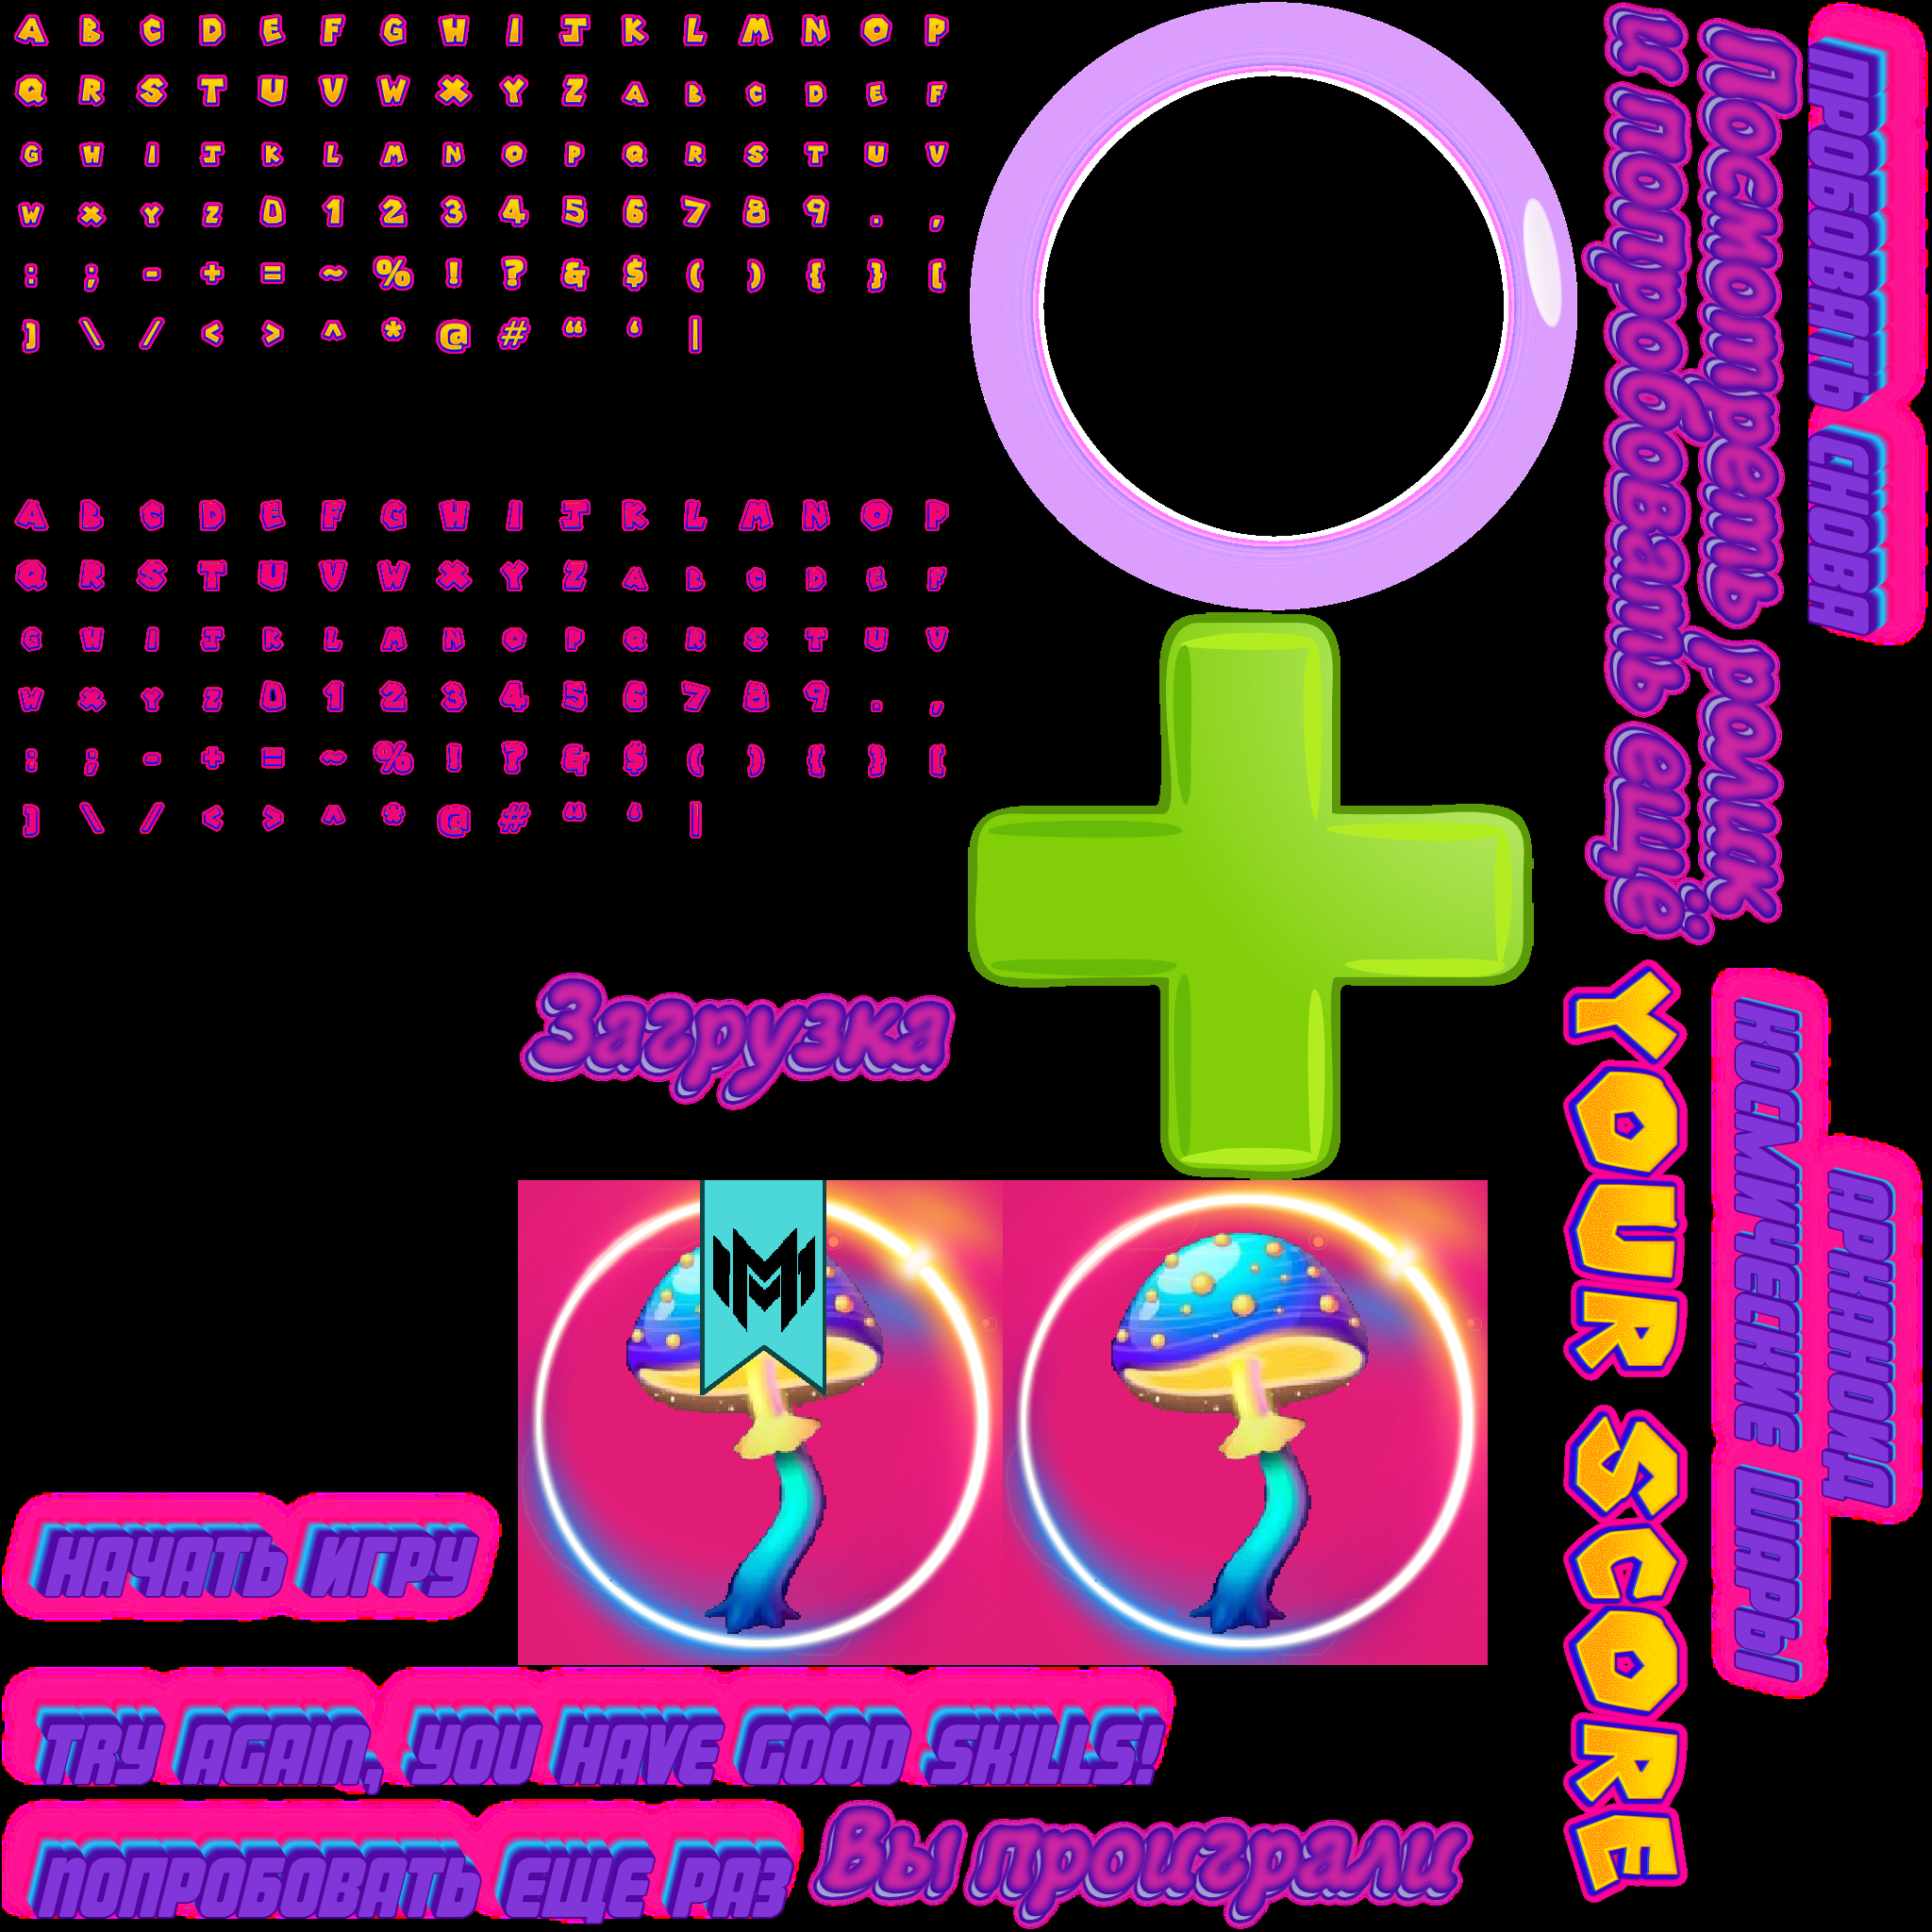 A B C D E F G H I J K L M N O P
Q R S T U V W X Y Z A B C D E F
G H I J K L M N O P Q R S T U V
W X Y Z 0 1 2 3 4 5 6 7 8 9 . ,
: ; - + = ~ % ! ? & $ ( ) { } [
] \ / < > ^ * @ # “ ‘ |
A B C D E F G H I J K L M N O P
Q R S T U V W X Y Z A B C D E F
G H I J K L M N O P Q R S T U V
W X Y Z 0 1 2 3 4 5 6 7 8 9 . ,
: ; - + = ~ % ! ? & $ ( ) { } [
] \ / < > ^ * @ # “ ‘ |
ПРОБОВАТЬ СНОВА
Посмотреть ролик
и попробовать ещё
Загрузка
YOUR SCORE
АРКАНОИД
КОСМИЧЕСКИЕ ШАРЫ
НАЧАТЬ ИГРУ
TRY AGAIN, YOU HAVE GOOD SKILLS!
ПОПРОБОВАТЬ ЕЩЕ РАЗ
Вы проиграли